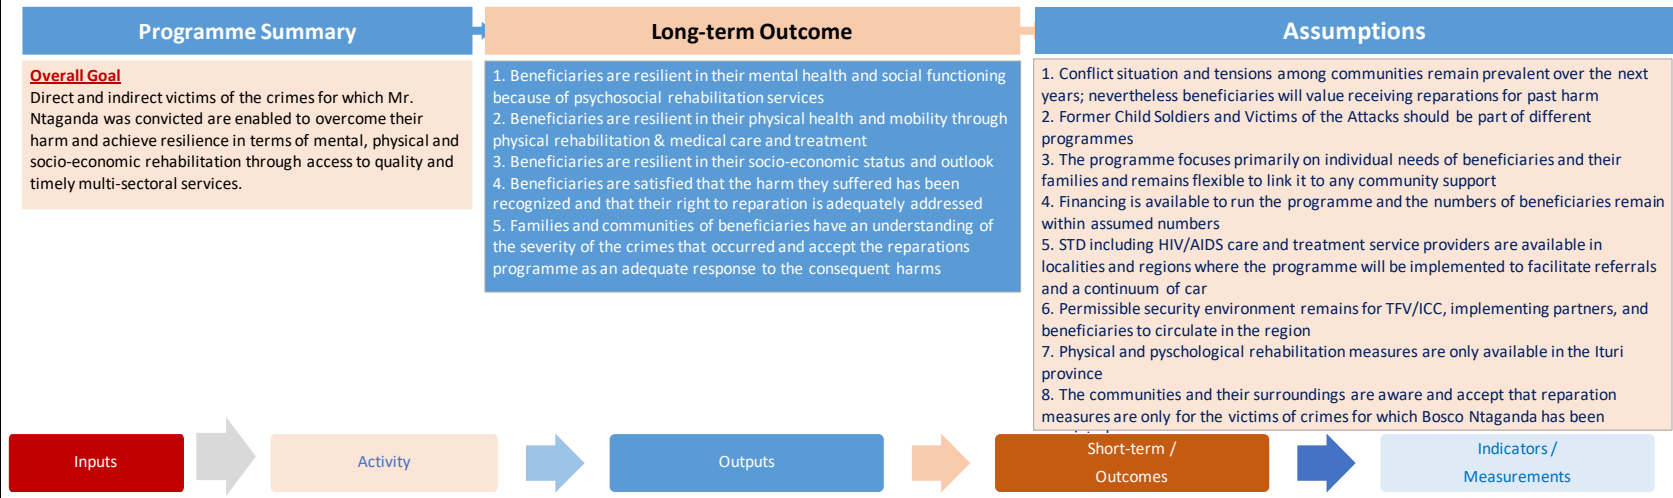 Programme Summary
Overall Goal
Direct and indirect victims of the crimes for which Mr.
Ntaganda was convicted are enabled to overcome their
harm and achieve resilience in terms of mental, physical and
socio-economic rehabilitation through access to quality and
timely multi-sectoral services.
Long-term Outcome
1. Beneficiaries are resilient in their mental health and social functioning
because of psychosocial rehabilitation services
2. Beneficiaries are resilient in their physical health and mobility through
physical rehabilitation & medical care and treatment
3. Beneficiaries are resilient in their socio-economic status and outlook
4. Beneficiaries are satisfied that the harm they suffered has been
recognized and that their right to reparation is adequately addressed
5. Families and communities of beneficiaries have an understanding of
the severity of the crimes that occurred and accept the reparations
programme as an adequate response to the consequent harms
Assumptions
1. Conflict situation and tensions among communities remain prevalent over the next
years; nevertheless beneficiaries will value receiving reparations for past harm
2. Former Child Soldiers and Victims of the Attacks should be part of different
programmes
3. The programme focuses primarily on individual needs of beneficiaries and their
families and remains flexible to link it to any community support
4. Financing is available to run the programme and the numbers of beneficiaries remain
within assumed numbers
5. STD including HIV/AIDS care and treatment service providers are available in
localities and regions where the programme will be implemented to facilitate referrals
and a continuum of car
6. Permissible security environment remains for TFV/ICC, implementing partners, and
beneficiaries to circulate in the region
7. Physical and pyschological rehabilitation measures are only available in the Ituri
province
8. The communities and their surroundings are aware and accept that reparation
measures are only for the victims of crimes for which Bosco Ntaganda has been
Inputs
Activity
Outputs
Short-term /
Outcomes
Indicators /
Measurements